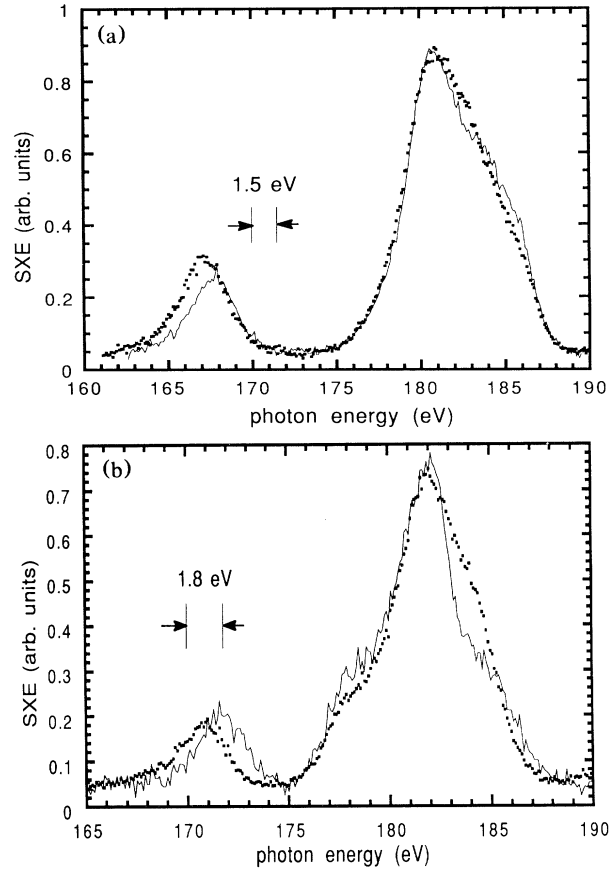 (a)
1
0.8
0.6
0.4
0.2
0
SXE (arb. units)
1.5 eV
160 165 170 175 180 185 190
photon energy (eV)
(b)
0.8
0.7
0.6
0.5
0.4
0.3
0.2
0.1
0
SXE (arb. units)
1.8 eV
165 170 175 180 185 190
photon energy (eV)